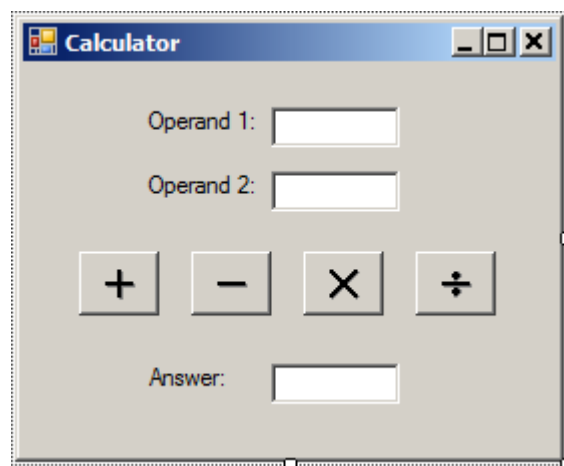 Calculator
Operand 1:
Operand 2:
+ − × ÷
Answer: